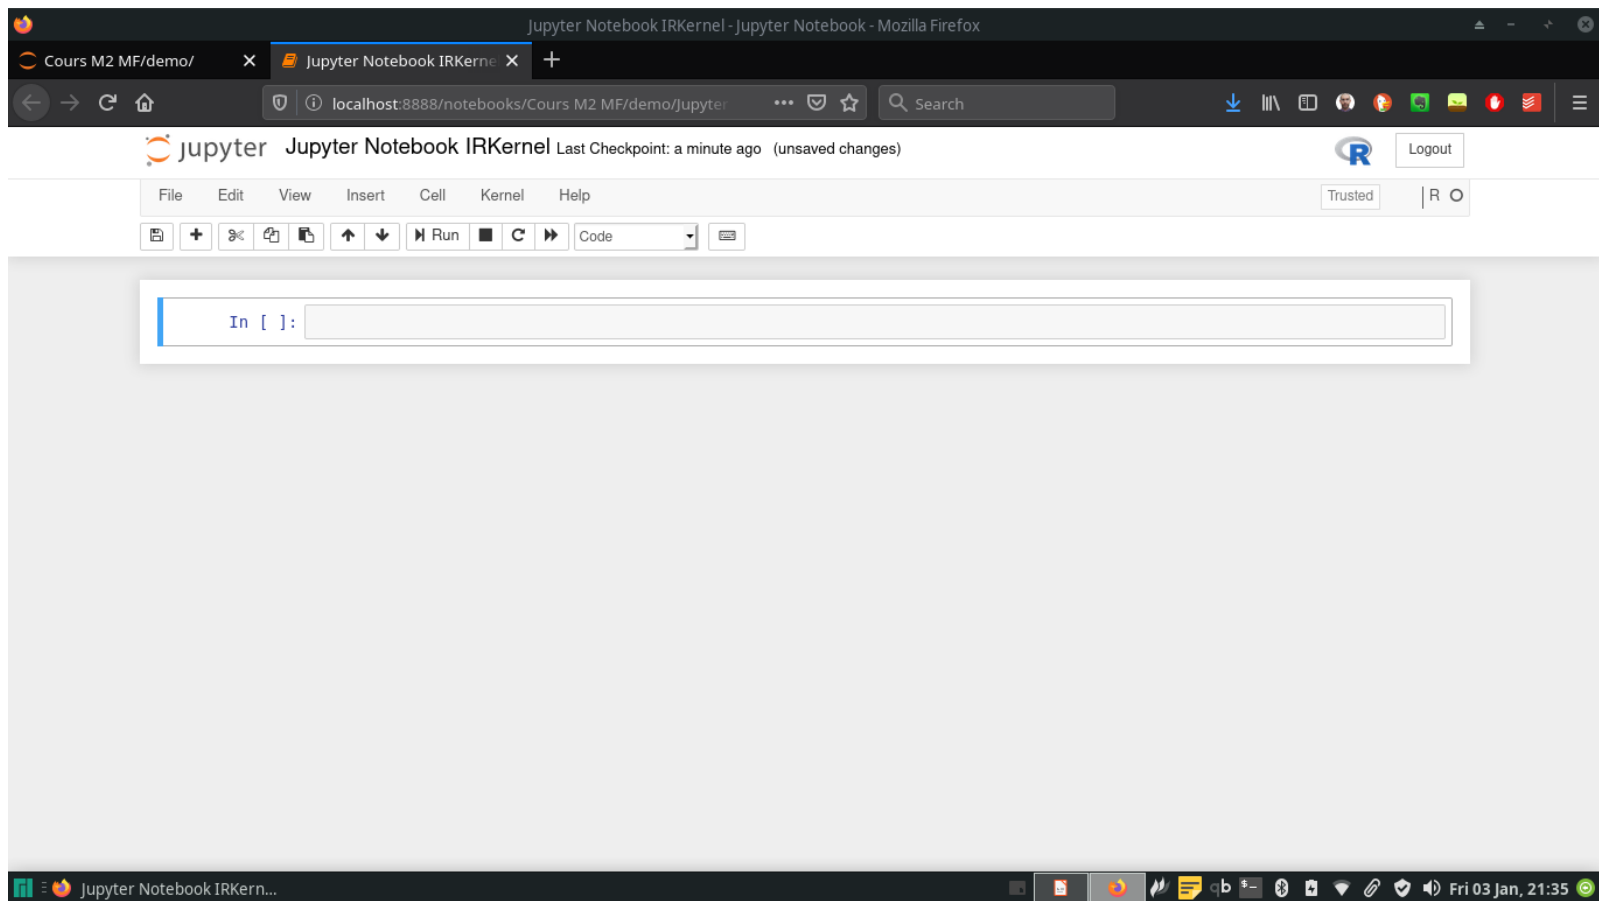 Jupyter Notebook IRKernel - Jupyter Notebook - Mozilla Firefox
Cours M2 MF/demo/
Jupyter Notebook IRKerne
localhost:8888/notebooks/Cours M2 MF/demo/Jupyter
Search
jupyter Jupyter Notebook IRKernel Last Checkpoint: a minute ago (unsaved changes)
R
Logout
File Edit View Insert Cell Kernel Help
Trusted
R
Run
Code
In [ ]:
Jupyter Notebook IRKern...
qb
$-
Fri 03 Jan, 21:35